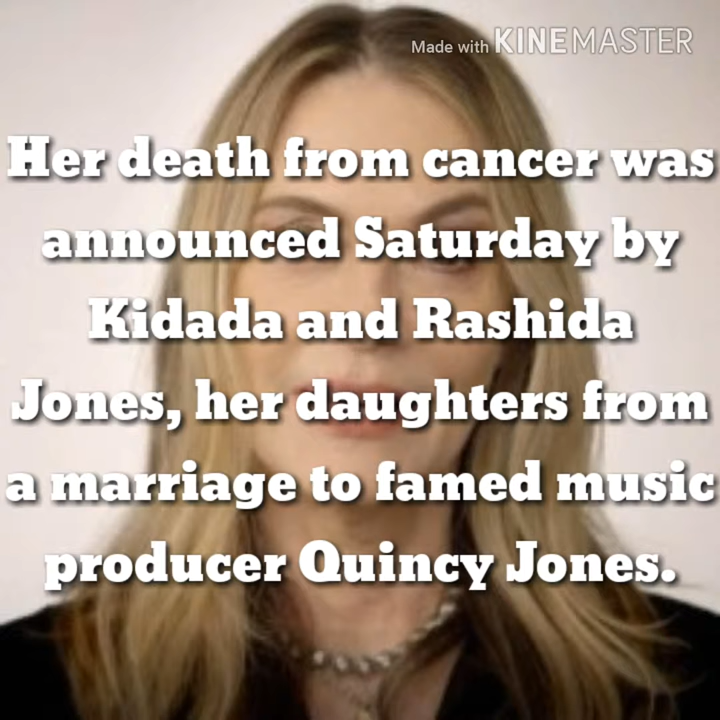 Made with KINEMASTER
Her death from cancer was
announced Saturday by
Kidada and Rashida
Jones, her daughters from
a marriage to famed music
producer Quincy Jones.